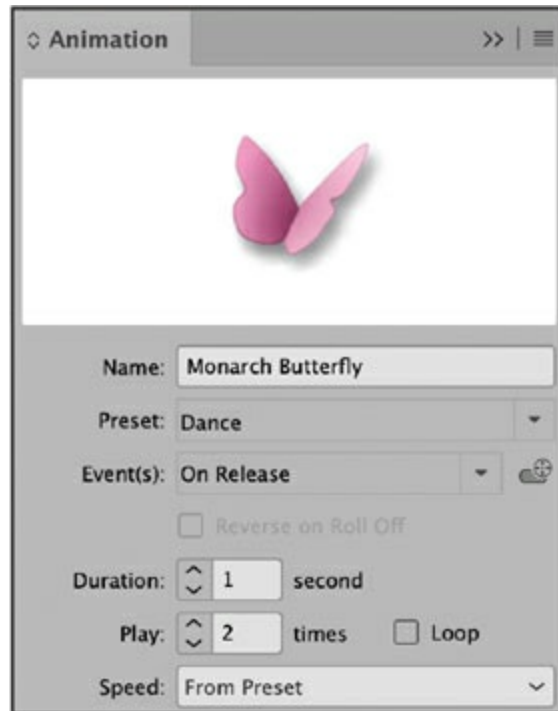 Animation
Name: Monarch Butterfly
Preset: Dance
Event(s): On Release
Reverse on Roll Off
Duration: 1 second
Play: 2 times Loop
Speed: From Preset